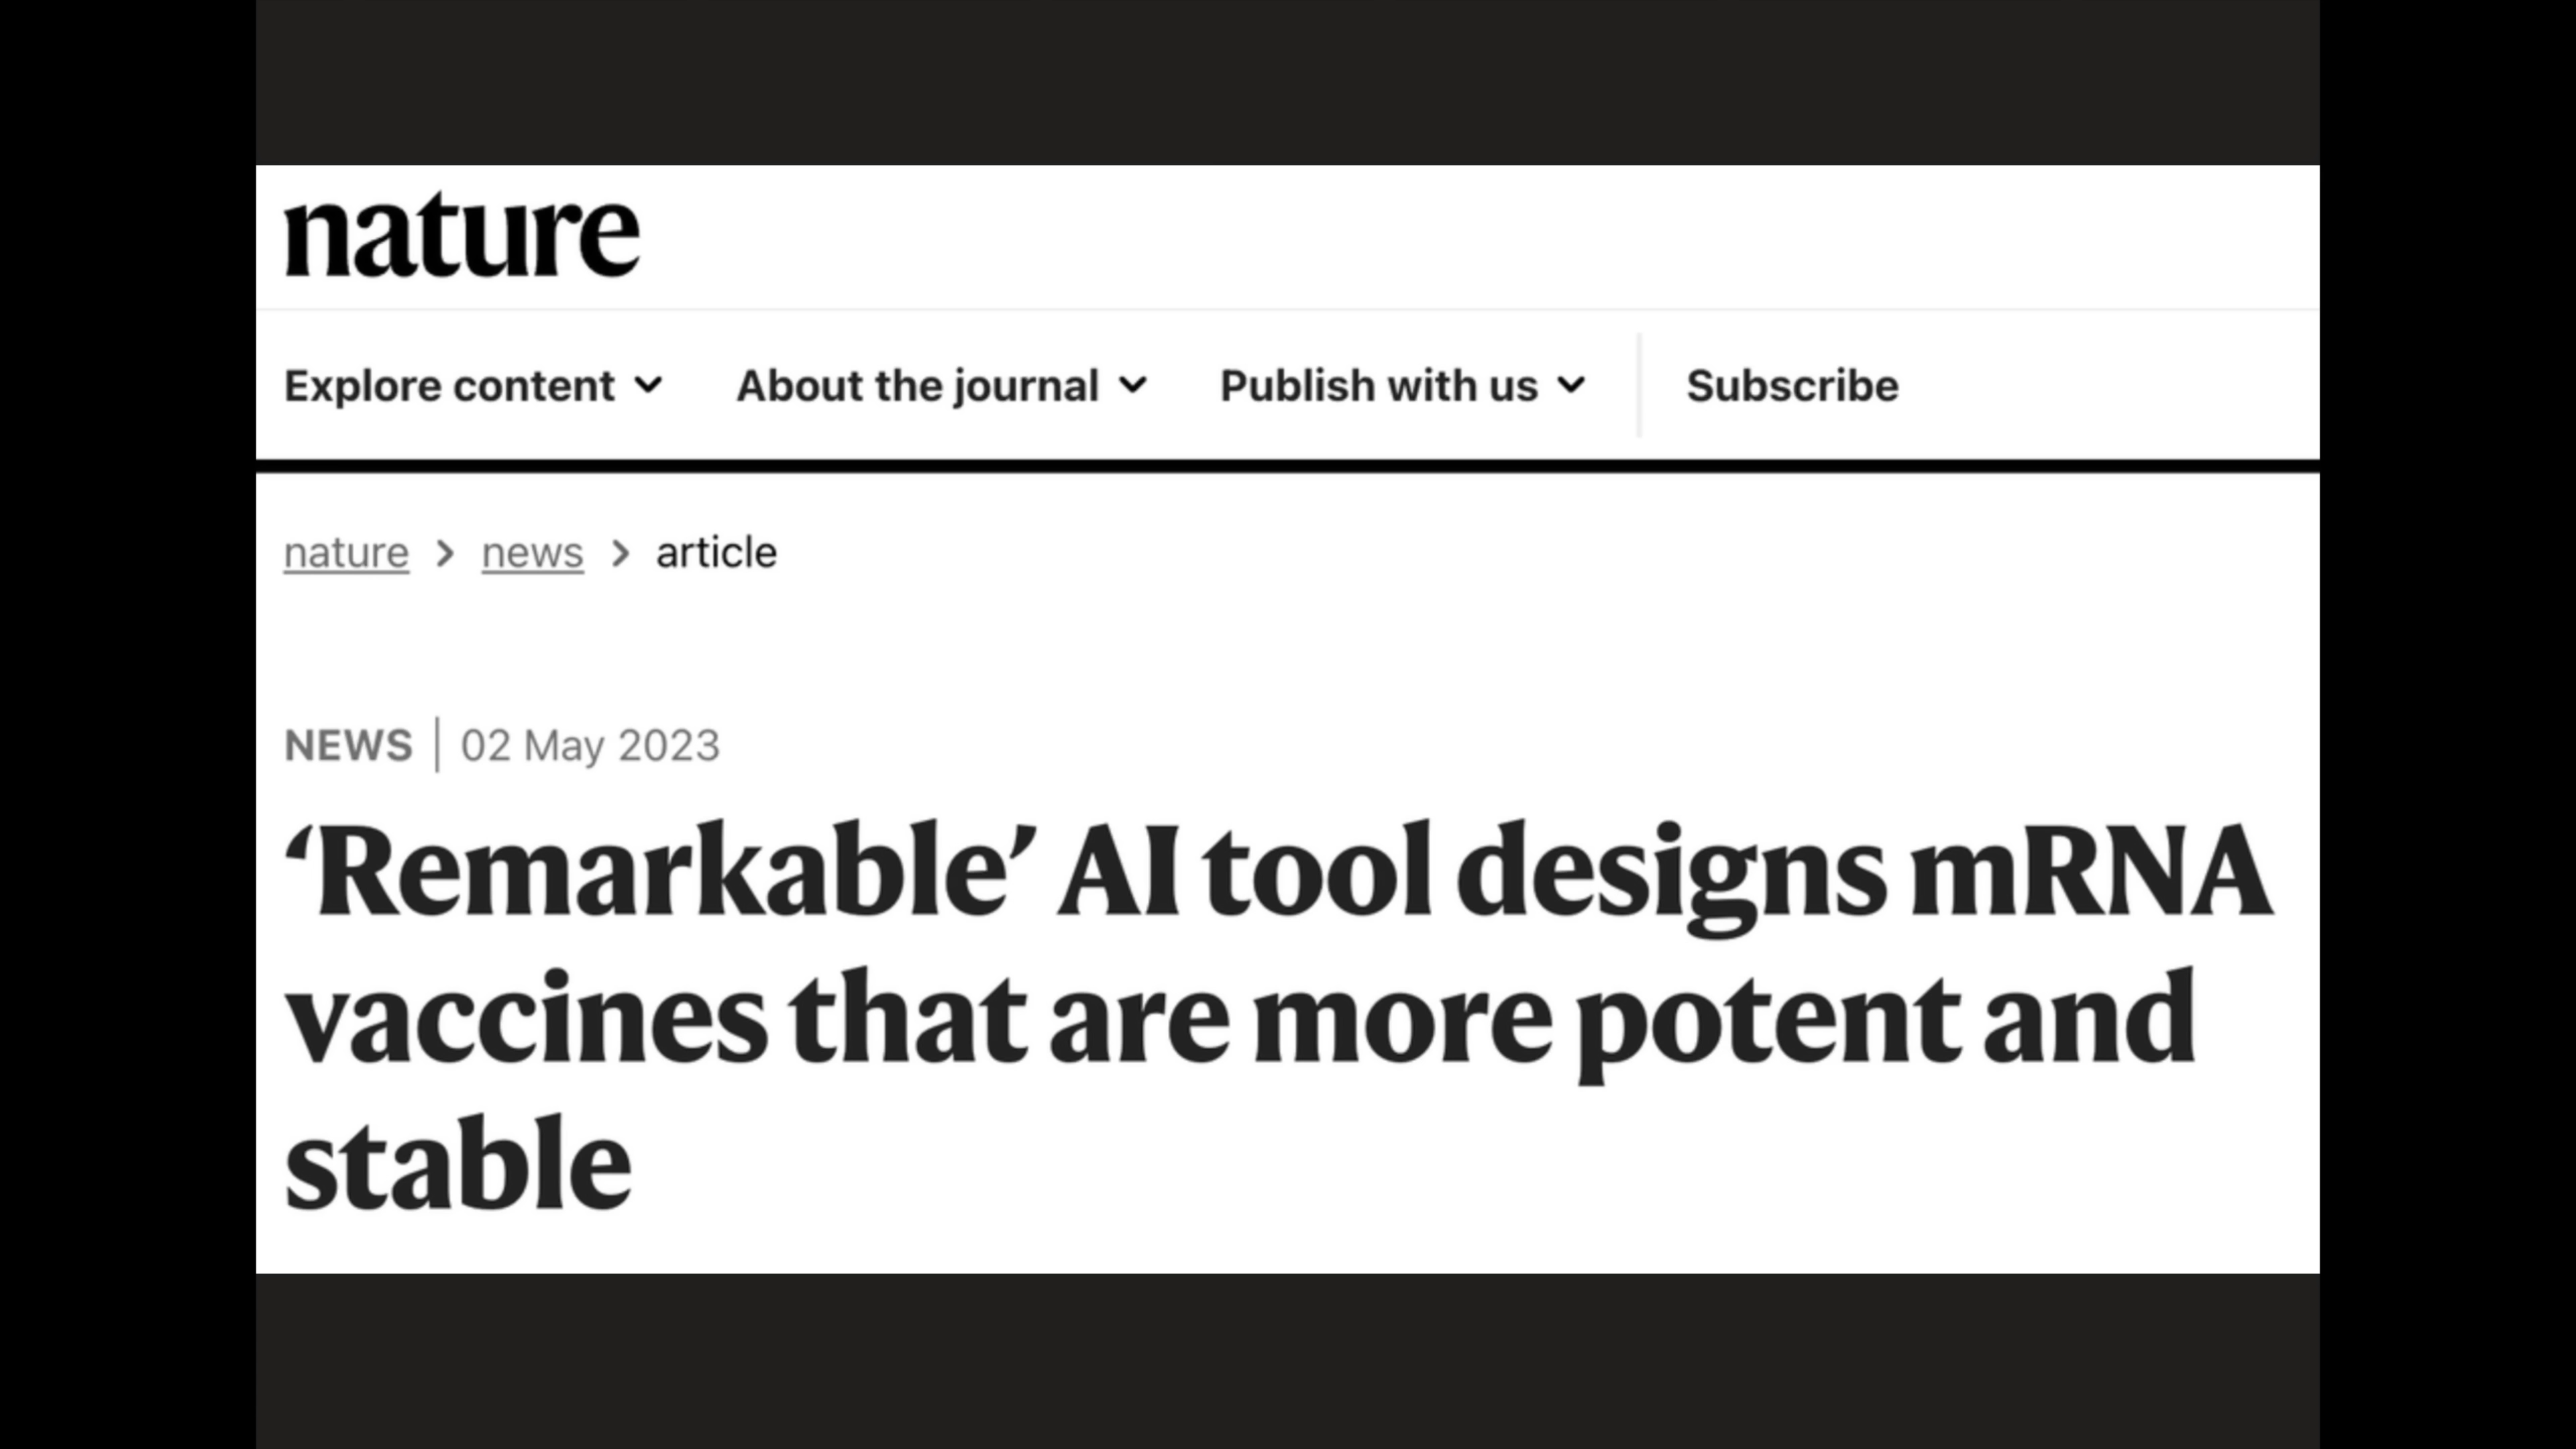 nature
Explore content About the journal Publish with us Subscribe
nature > news > article
NEWS | 02 May 2023
‘Remarkable’ AI tool designs mRNA
vaccines that are more potent and
stable